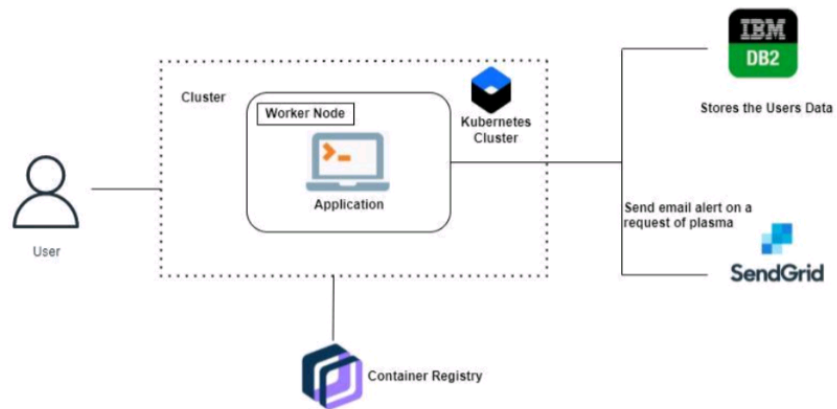 IBM
DB2
Stores the Users Data
Cluster
Worker Node
Kubernetes
Cluster
Application
User
Send email alert on a
request of plasma
SendGrid
Container Registry